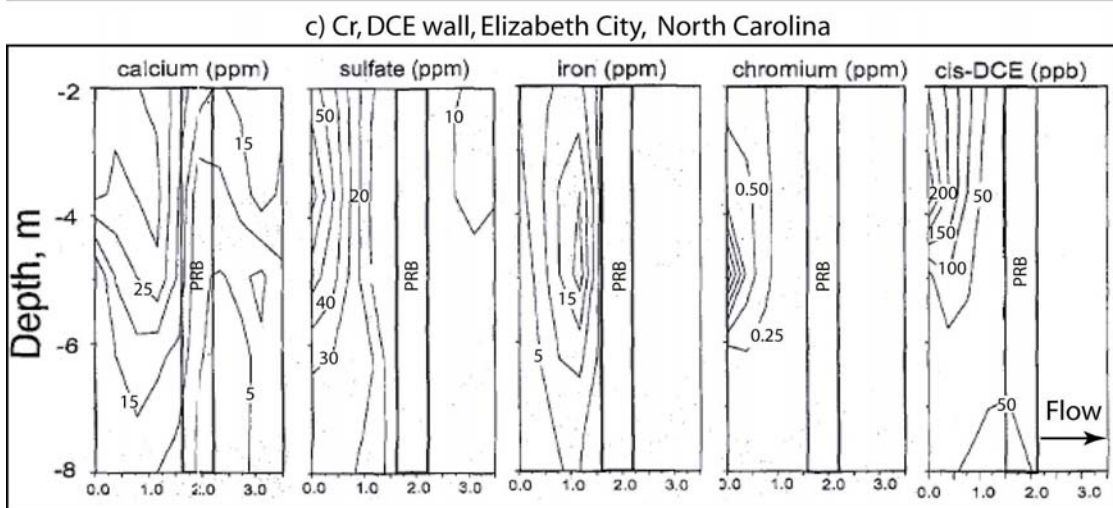 c) Cr, DCE wall, Elizabeth City, North Carolina
calcium (ppm) sulfate (ppm) iron (ppm) chromium (ppm) cis-DCE (ppb)
Depth, m
-2
-4
-6
-8
15
25
15
5
PRB
0.0 1.0 2.0 3.0
50
10
20
40
30
PRB
0.0 1.0 2.0 3.0
15
5
PRB
0.0 1.0 2.0 3.0
0.50
0.25
PRB
0.0 1.0 2.0 3.0
200
50
150
100
50
PRB
Flow
0.0 1.0 2.0 3.0